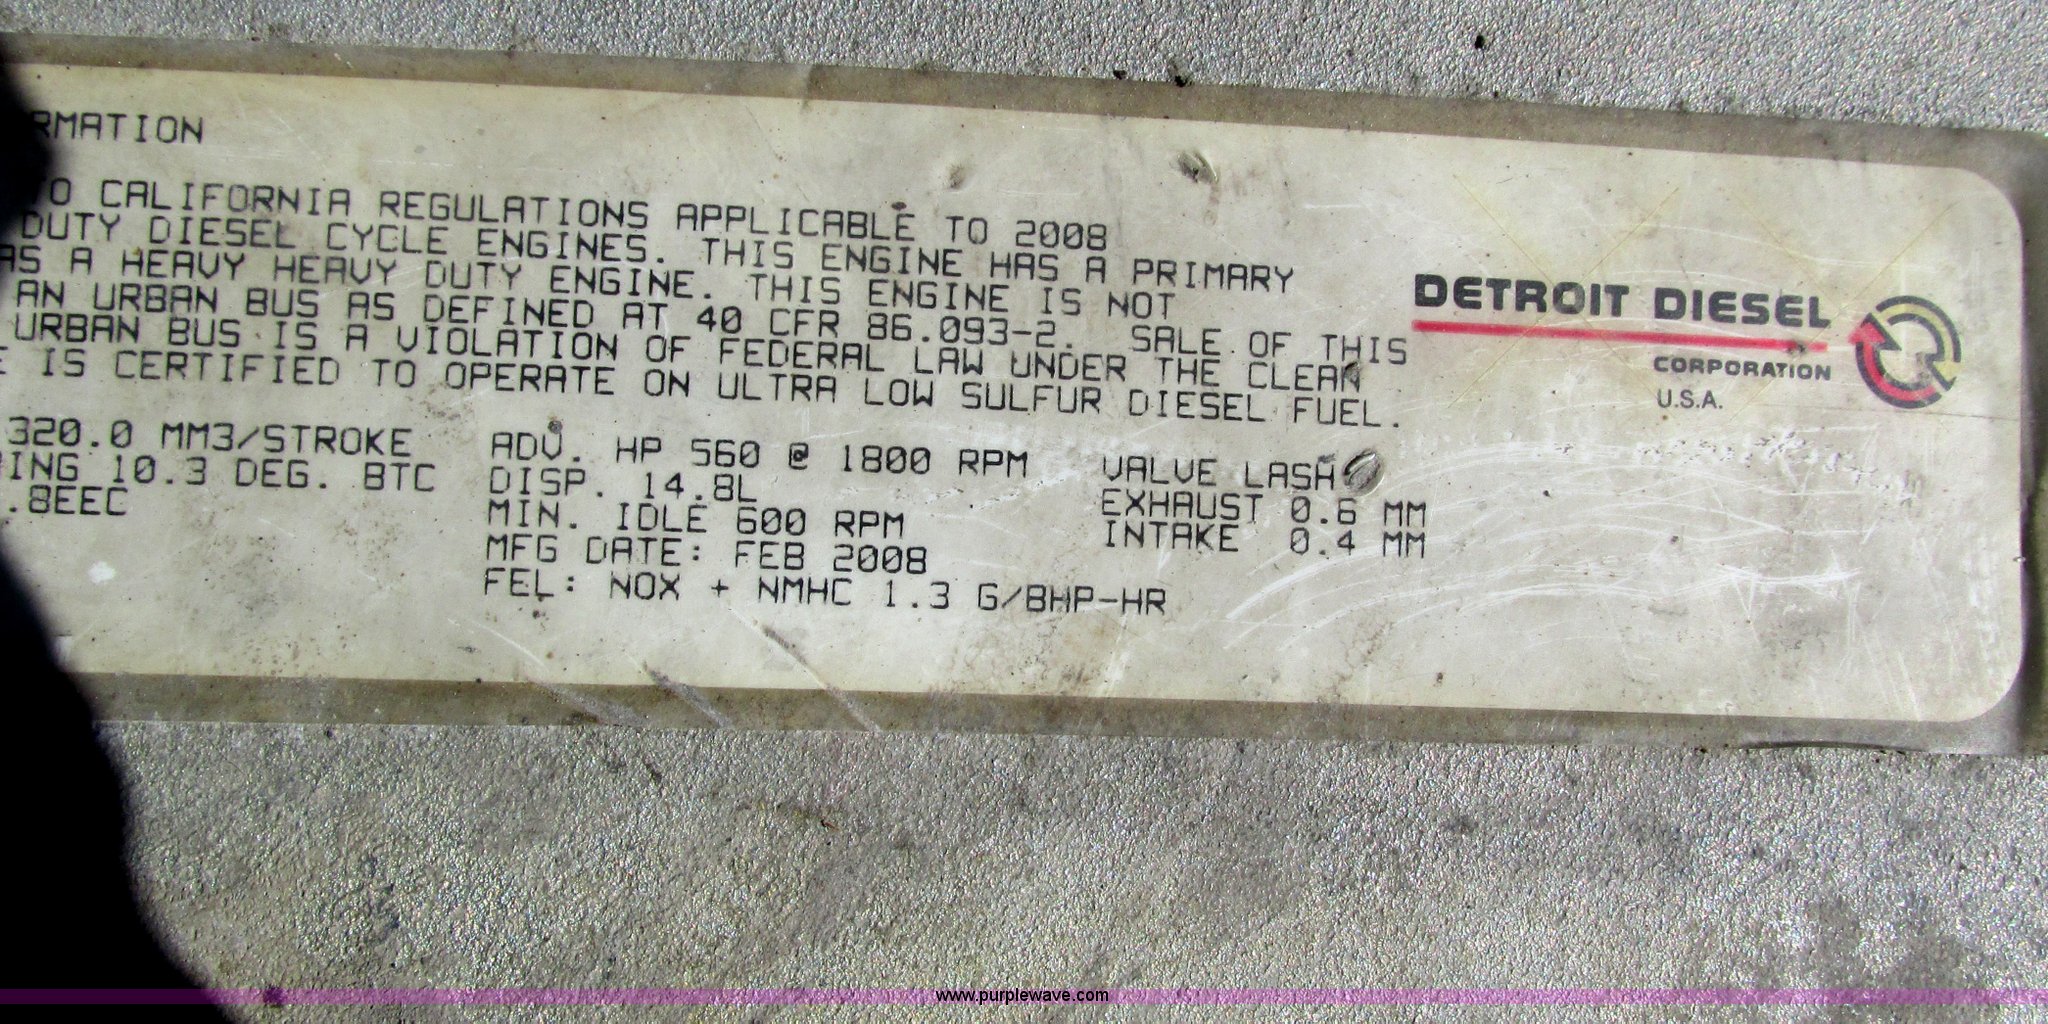 RMATION
O CALIFORNIA REGULATIONS APPLICABLE TO 2008
DUTY DIESEL CYCLE ENGINES. THIS ENGINE HAS A PRIMARY
AS A HEAVY HEAVY DUTY ENGINE. THIS ENGINE IS NOT
AN URBAN BUS AS DEFINED AT 40 CFR 86.093-2. SALE OF THIS
URBAN BUS IS A VIOLATION OF FEDERAL LAW UNDER THE CLEAN
E IS CERTIFIED TO OPERATE ON ULTRA LOW SULFUR DIESEL FUEL.
320.0 MM3/STROKE
ING 10.3 DEG. BTC
.8EEC
ADV. HP 560 @ 1800 RPM
DISP. 14.8L
MIN. IDLE 600 RPM
MFG DATE: FEB 2008
FEL: NOX + NMHC 1.3 G/BHP-HR
VALVE LASH
EXHAUST 0.6 MM
INTAKE 0.4 MM
DETROIT DIESEL
CORPORATION
U.S.A.
www.purplewave.com